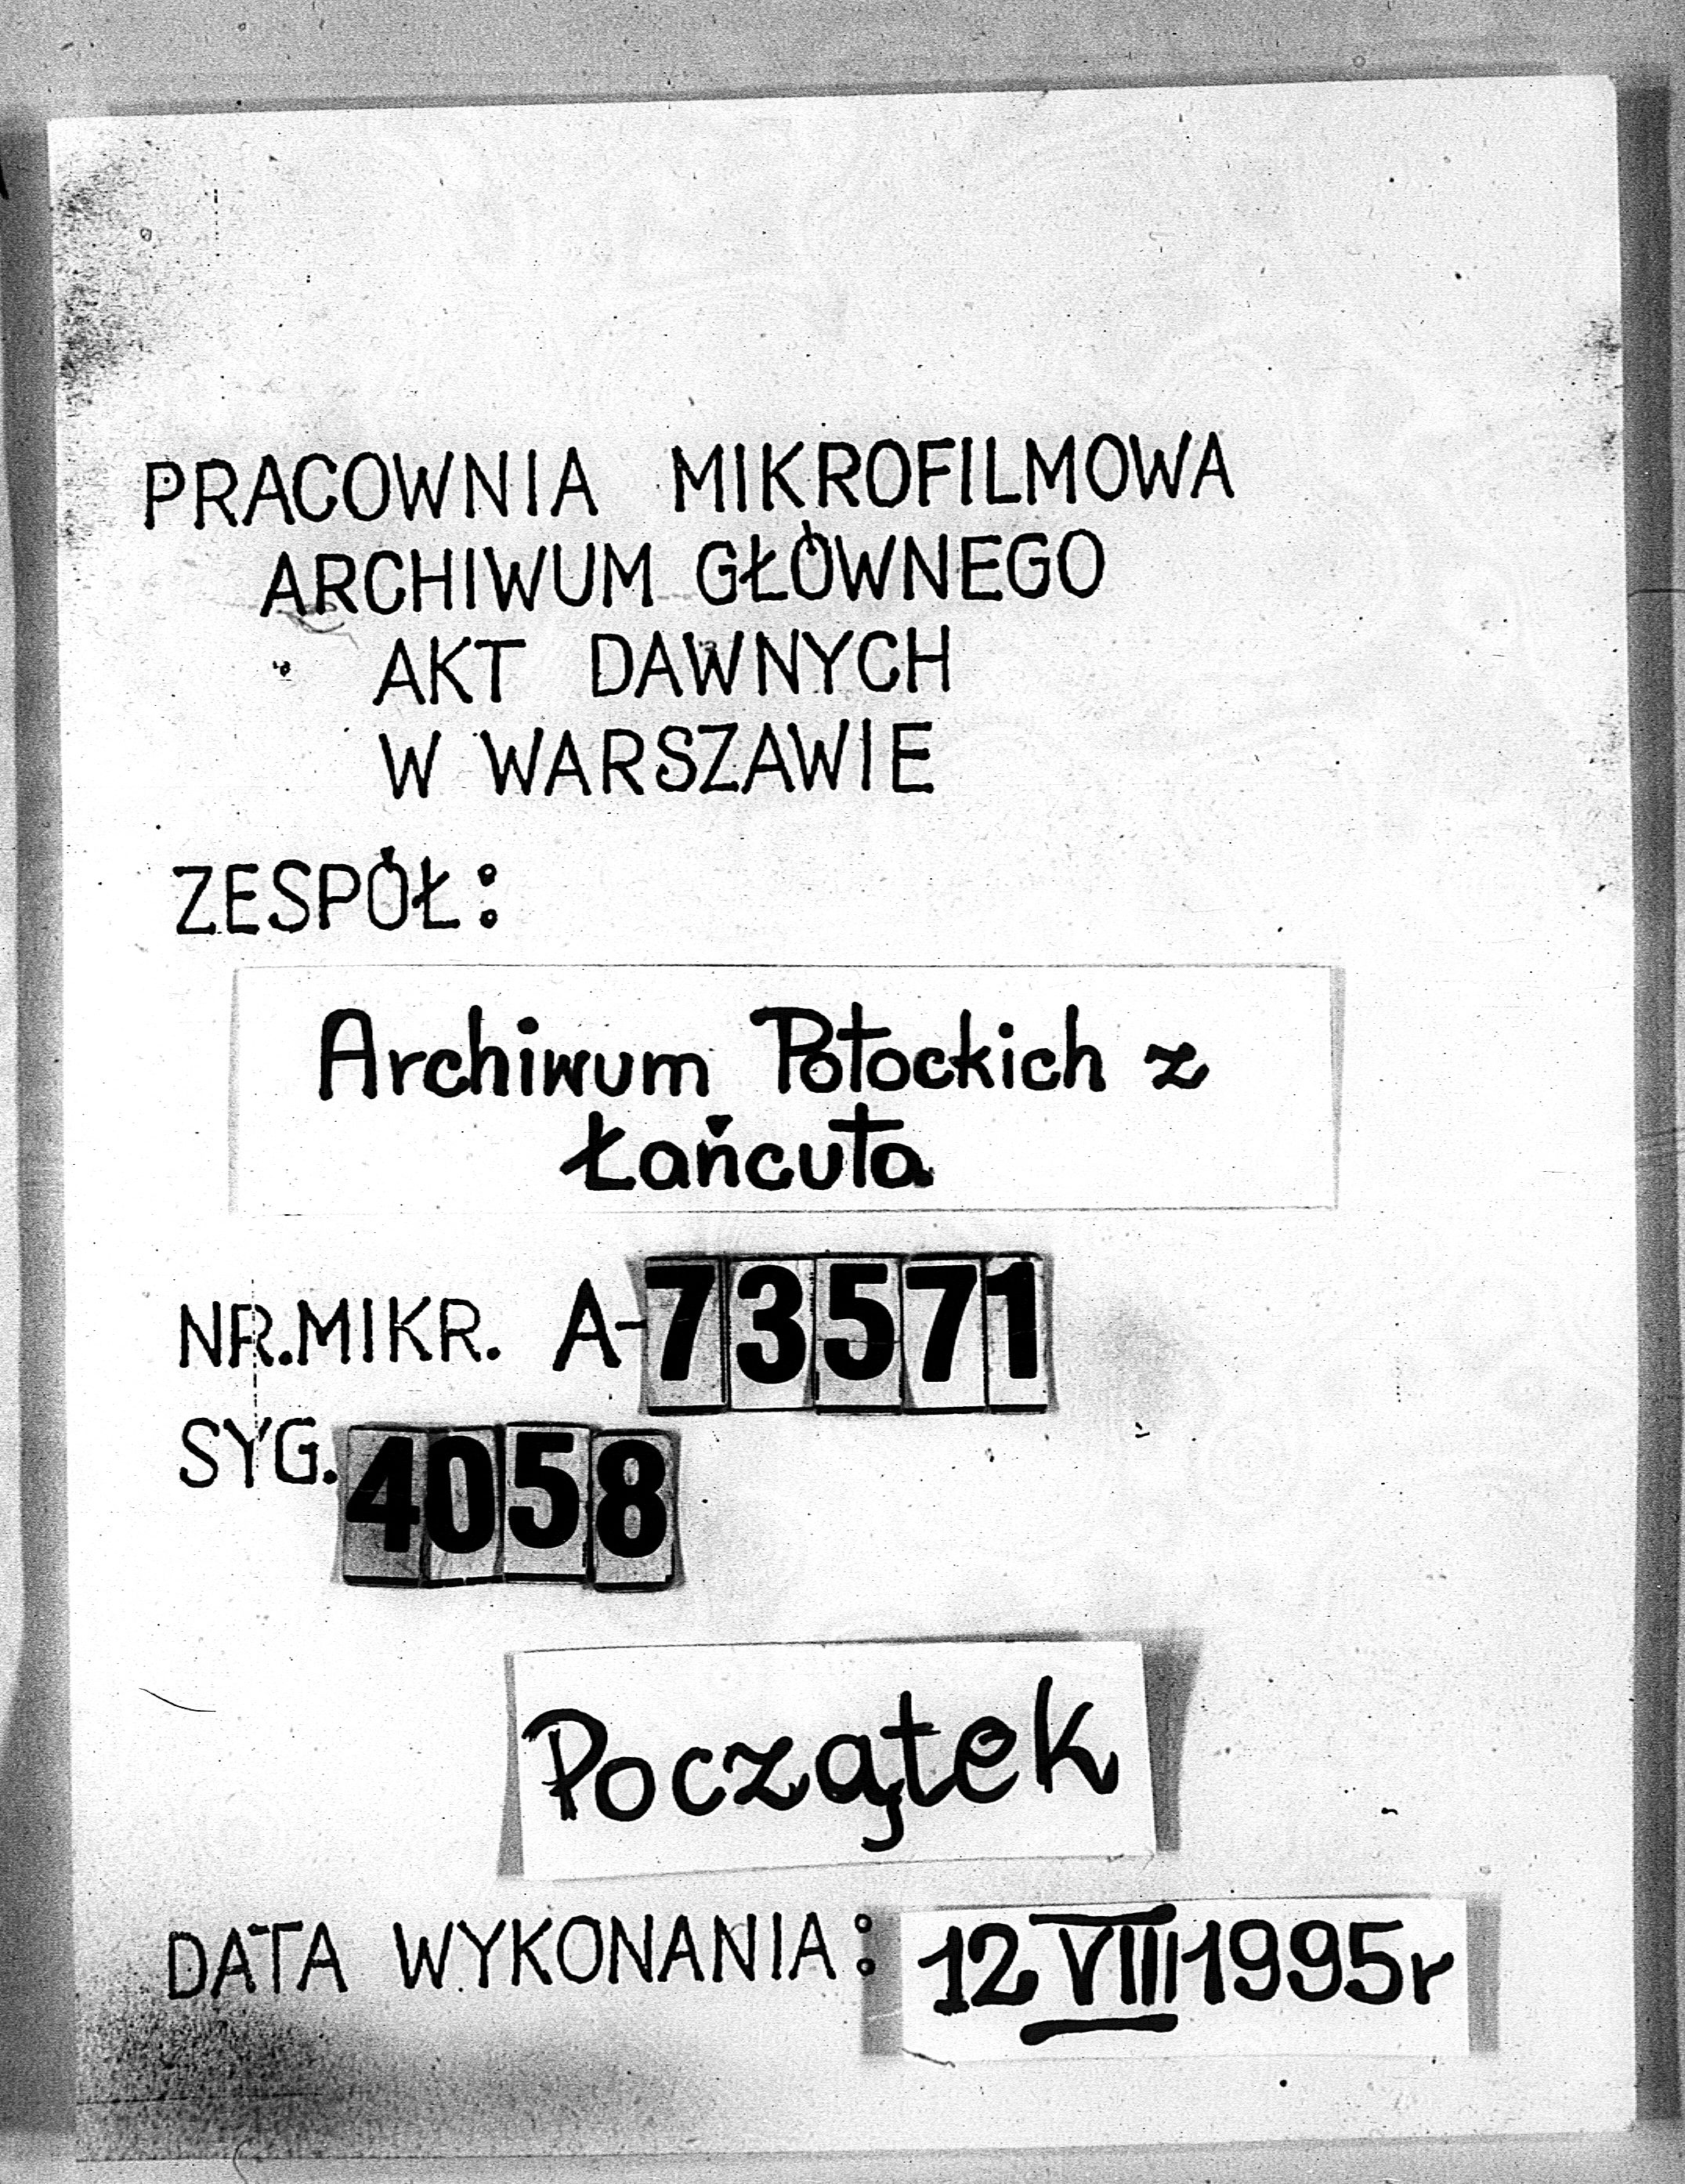 PRACOWNIA MIKROFILMOWA
ARCHIWUM GŁÓWNEGO
AKT DAWNYCH
W WARSZAWIE
ZESPÓŁ:
Archiwum Potockich z
Łańcuta
NR.MIKR. A-73571
SYG. 4058
Początek
DATA WYKONANIA: 12 VIII 1995r